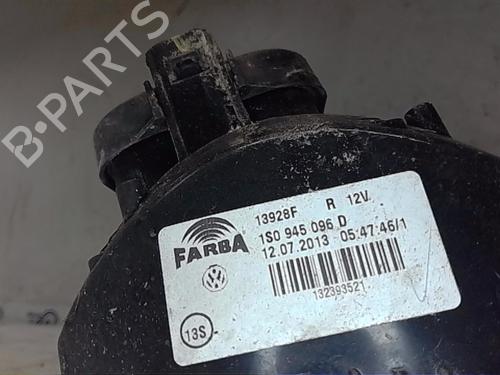 B-PARTS
13928F R 12V
1S0 945 096 D
FARBA
12.07.2013 05:47:46/1
132393521
13S